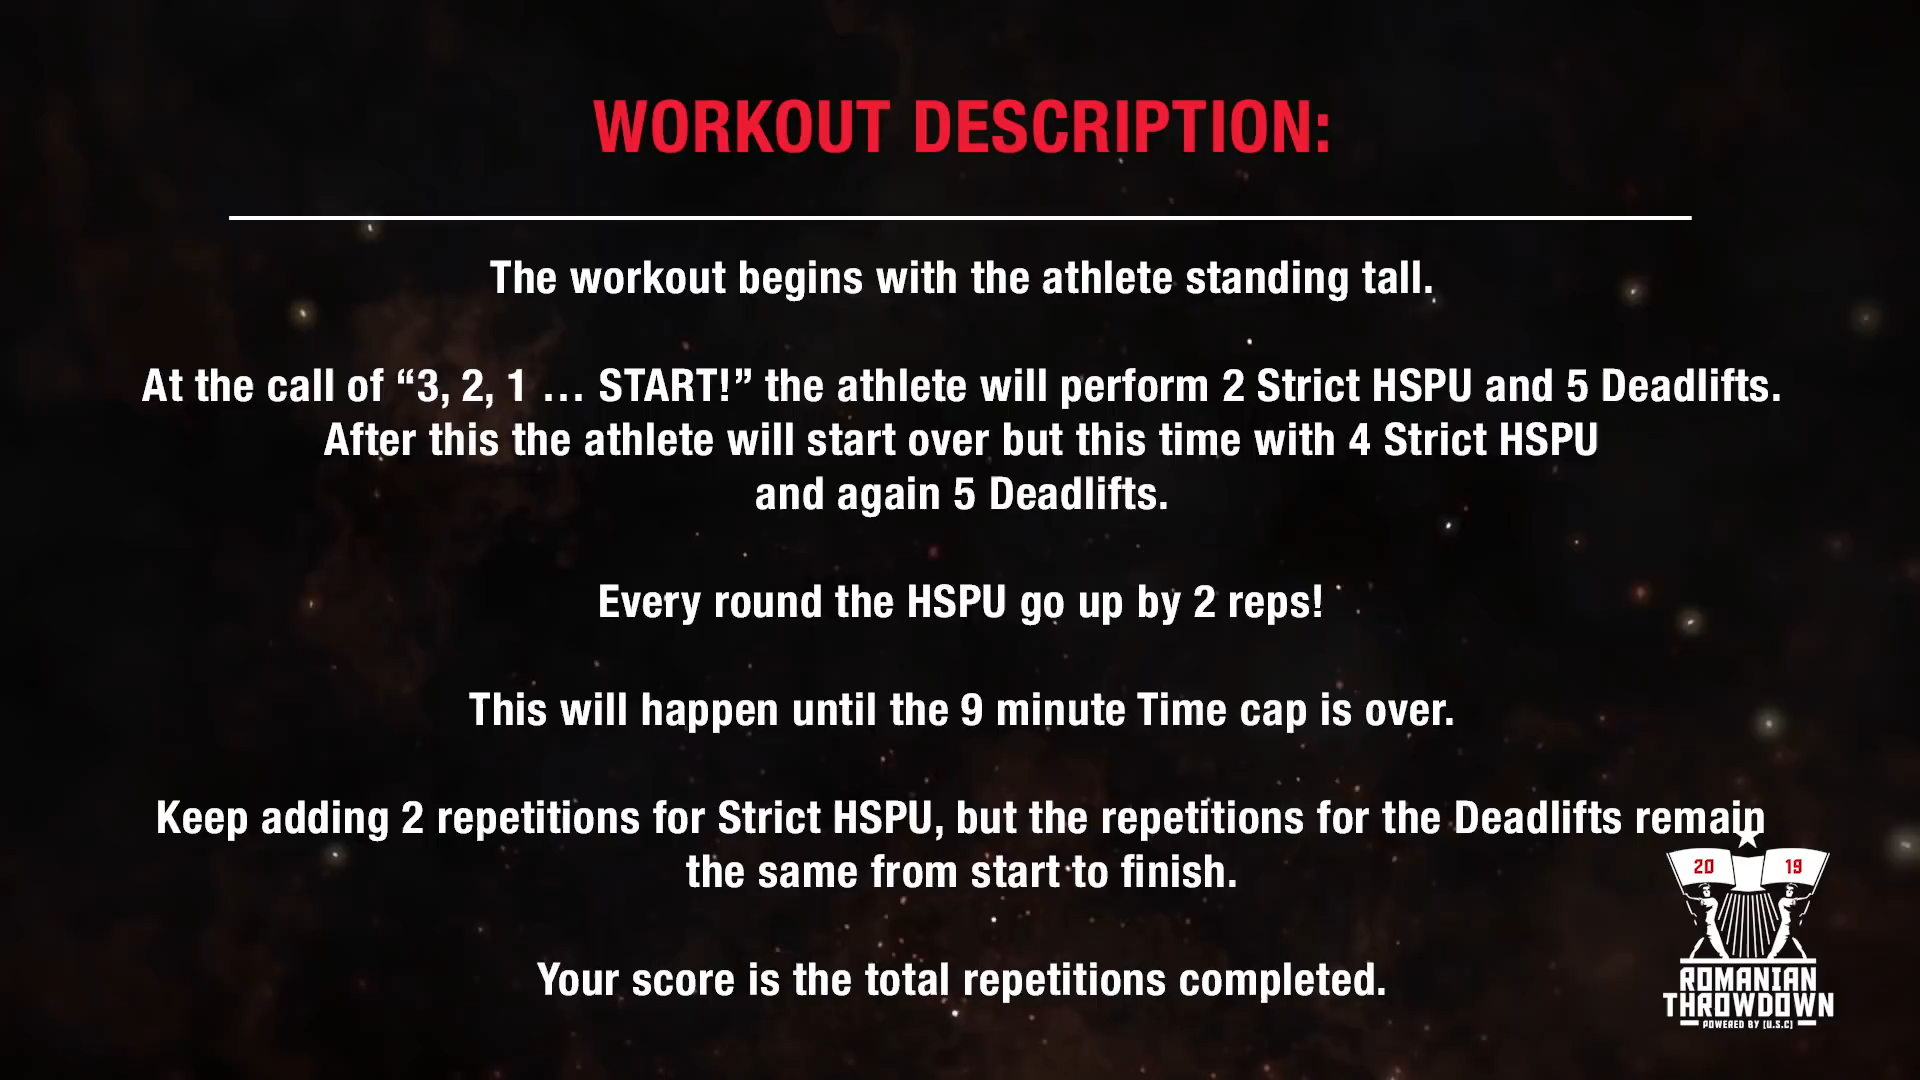 WORKOUT DESCRIPTION:
The workout begins with the athlete standing tall.
At the call of “3, 2, 1 … START!” the athlete will perform 2 Strict HSPU and 5 Deadlifts.
After this the athlete will start over but this time with 4 Strict HSPU
and again 5 Deadlifts.
Every round the HSPU go up by 2 reps!
This will happen until the 9 minute Time cap is over.
Keep adding 2 repetitions for Strict HSPU, but the repetitions for the Deadlifts remain
the same from start to finish.
Your score is the total repetitions completed.
20 19
ROMANIAN
THROWDOWN
POWERED BY [U.S.C]